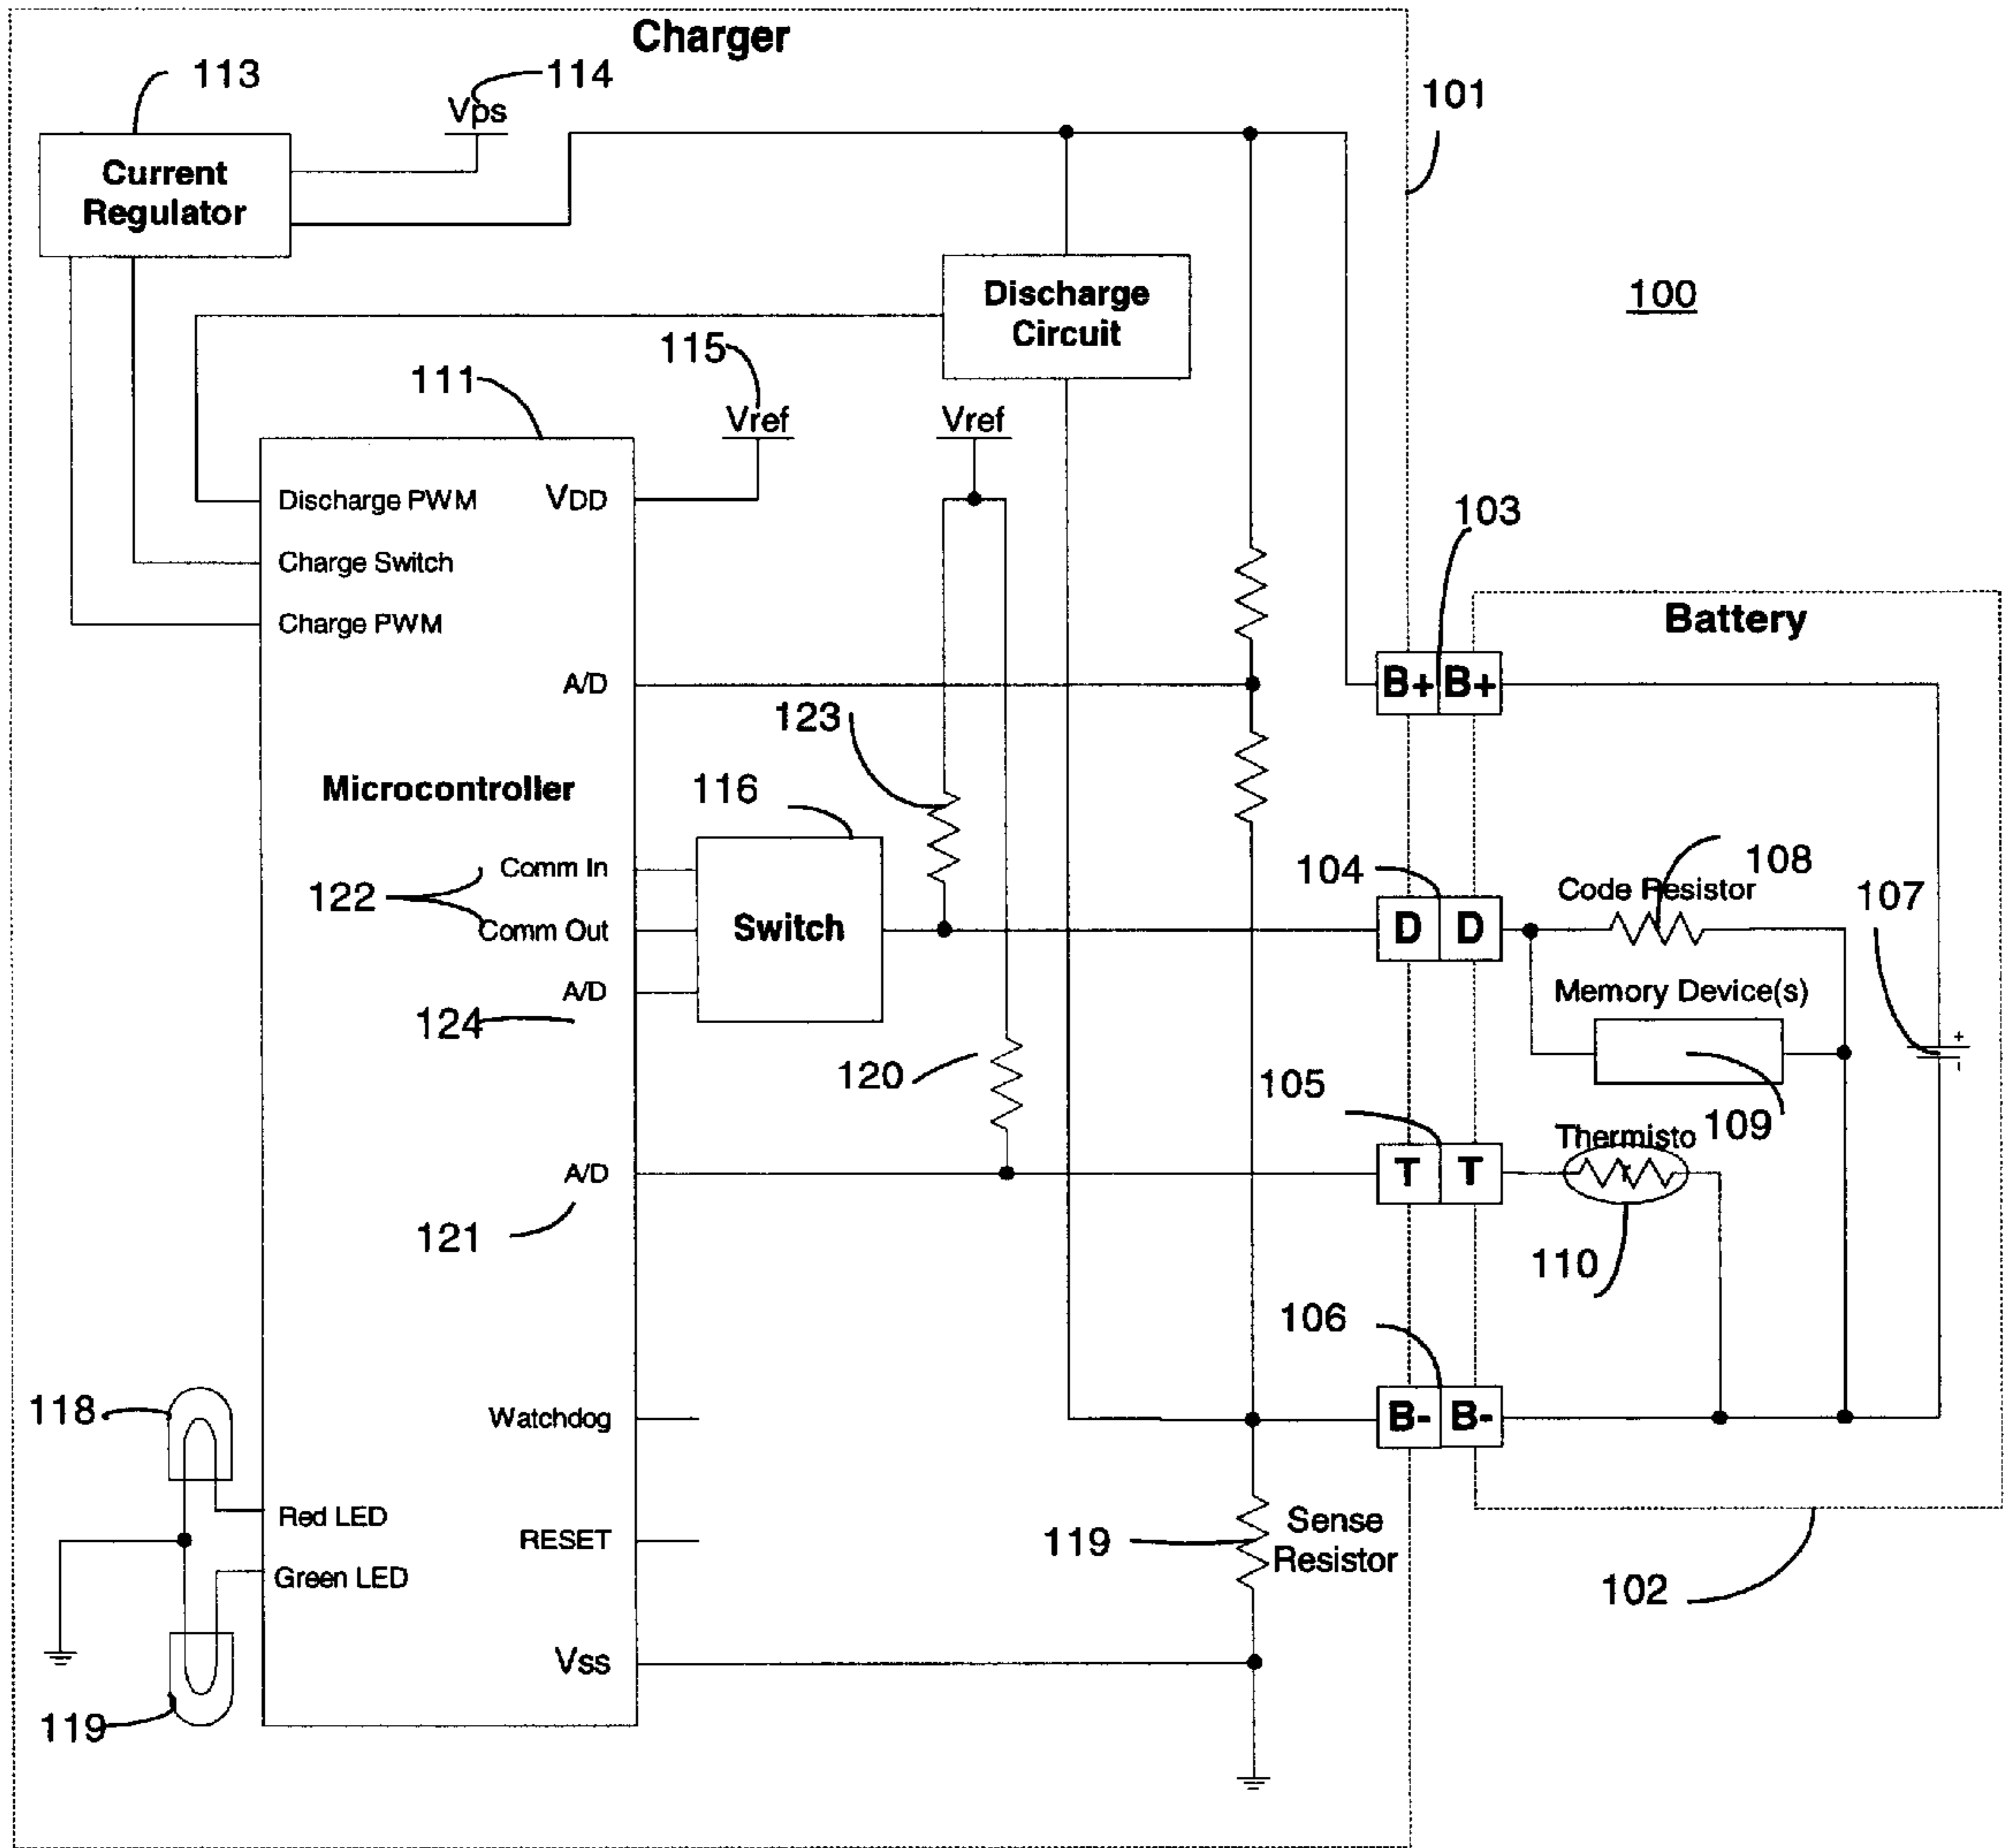 Charger
113
114
Vps
101
Current
Regulator
100
Discharge
Circuit
115
111
Vref
Vref
Discharge PWM
VDD
103
Charge Switch
Charge PWM
Battery
A/D
B+
B+
123
Microcontroller
116
104
108
Comm In
Code Resistor
107
122
Comm Out
Switch
D
D
A/D
Memory Device(s)
124
120
105
109
Thermisto
A/D
T
T
121
110
106
118
Watchdog
B-
B-
Red LED
RESET
119
Sense
Resistor
Green LED
102
Vss
119
+
-